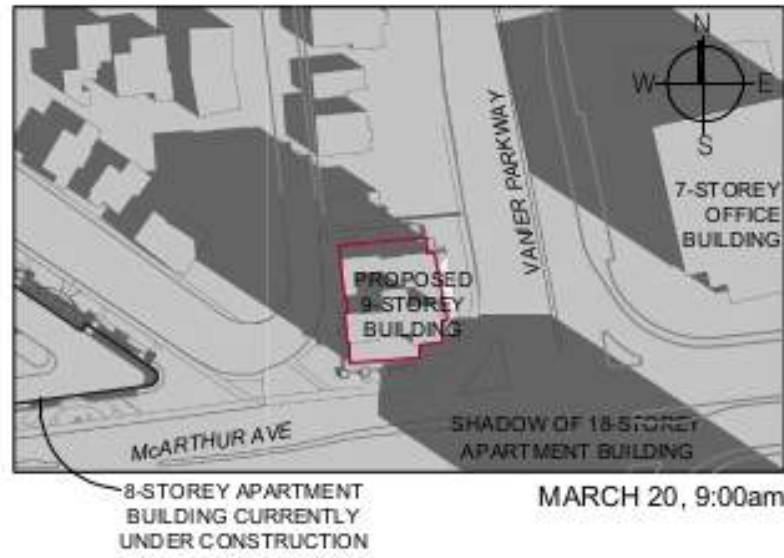 N
W E
S
VANIER PARKWAY
7-STOREY
OFFICE
BUILDING
PROPOSED
9-STOREY
BUILDING
SHADOW OF 18-STOREY
APARTMENT BUILDING
McARTHUR AVE
8-STOREY APARTMENT
BUILDING CURRENTLY
UNDER CONSTRUCTION
MARCH 20, 9:00am